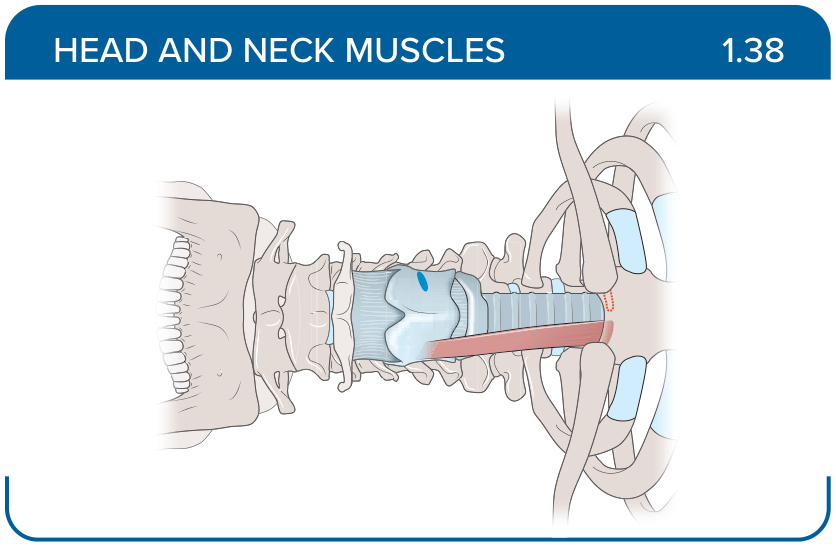 HEAD AND NECK MUSCLES
1.38